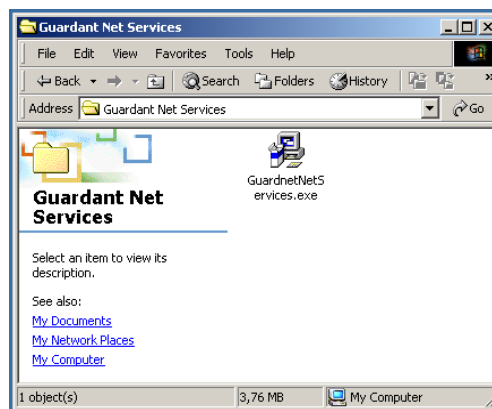 Guardant Net Services
File Edit View Favorites Tools Help
Back Search Folders History »
Address Guardant Net Services Go
Guardant Net
Services
Select an item to view its
description.
See also:
My Documents
My Network Places
My Computer
GuardnetNetS
ervices.exe
1 object(s) 3,76 MB My Computer